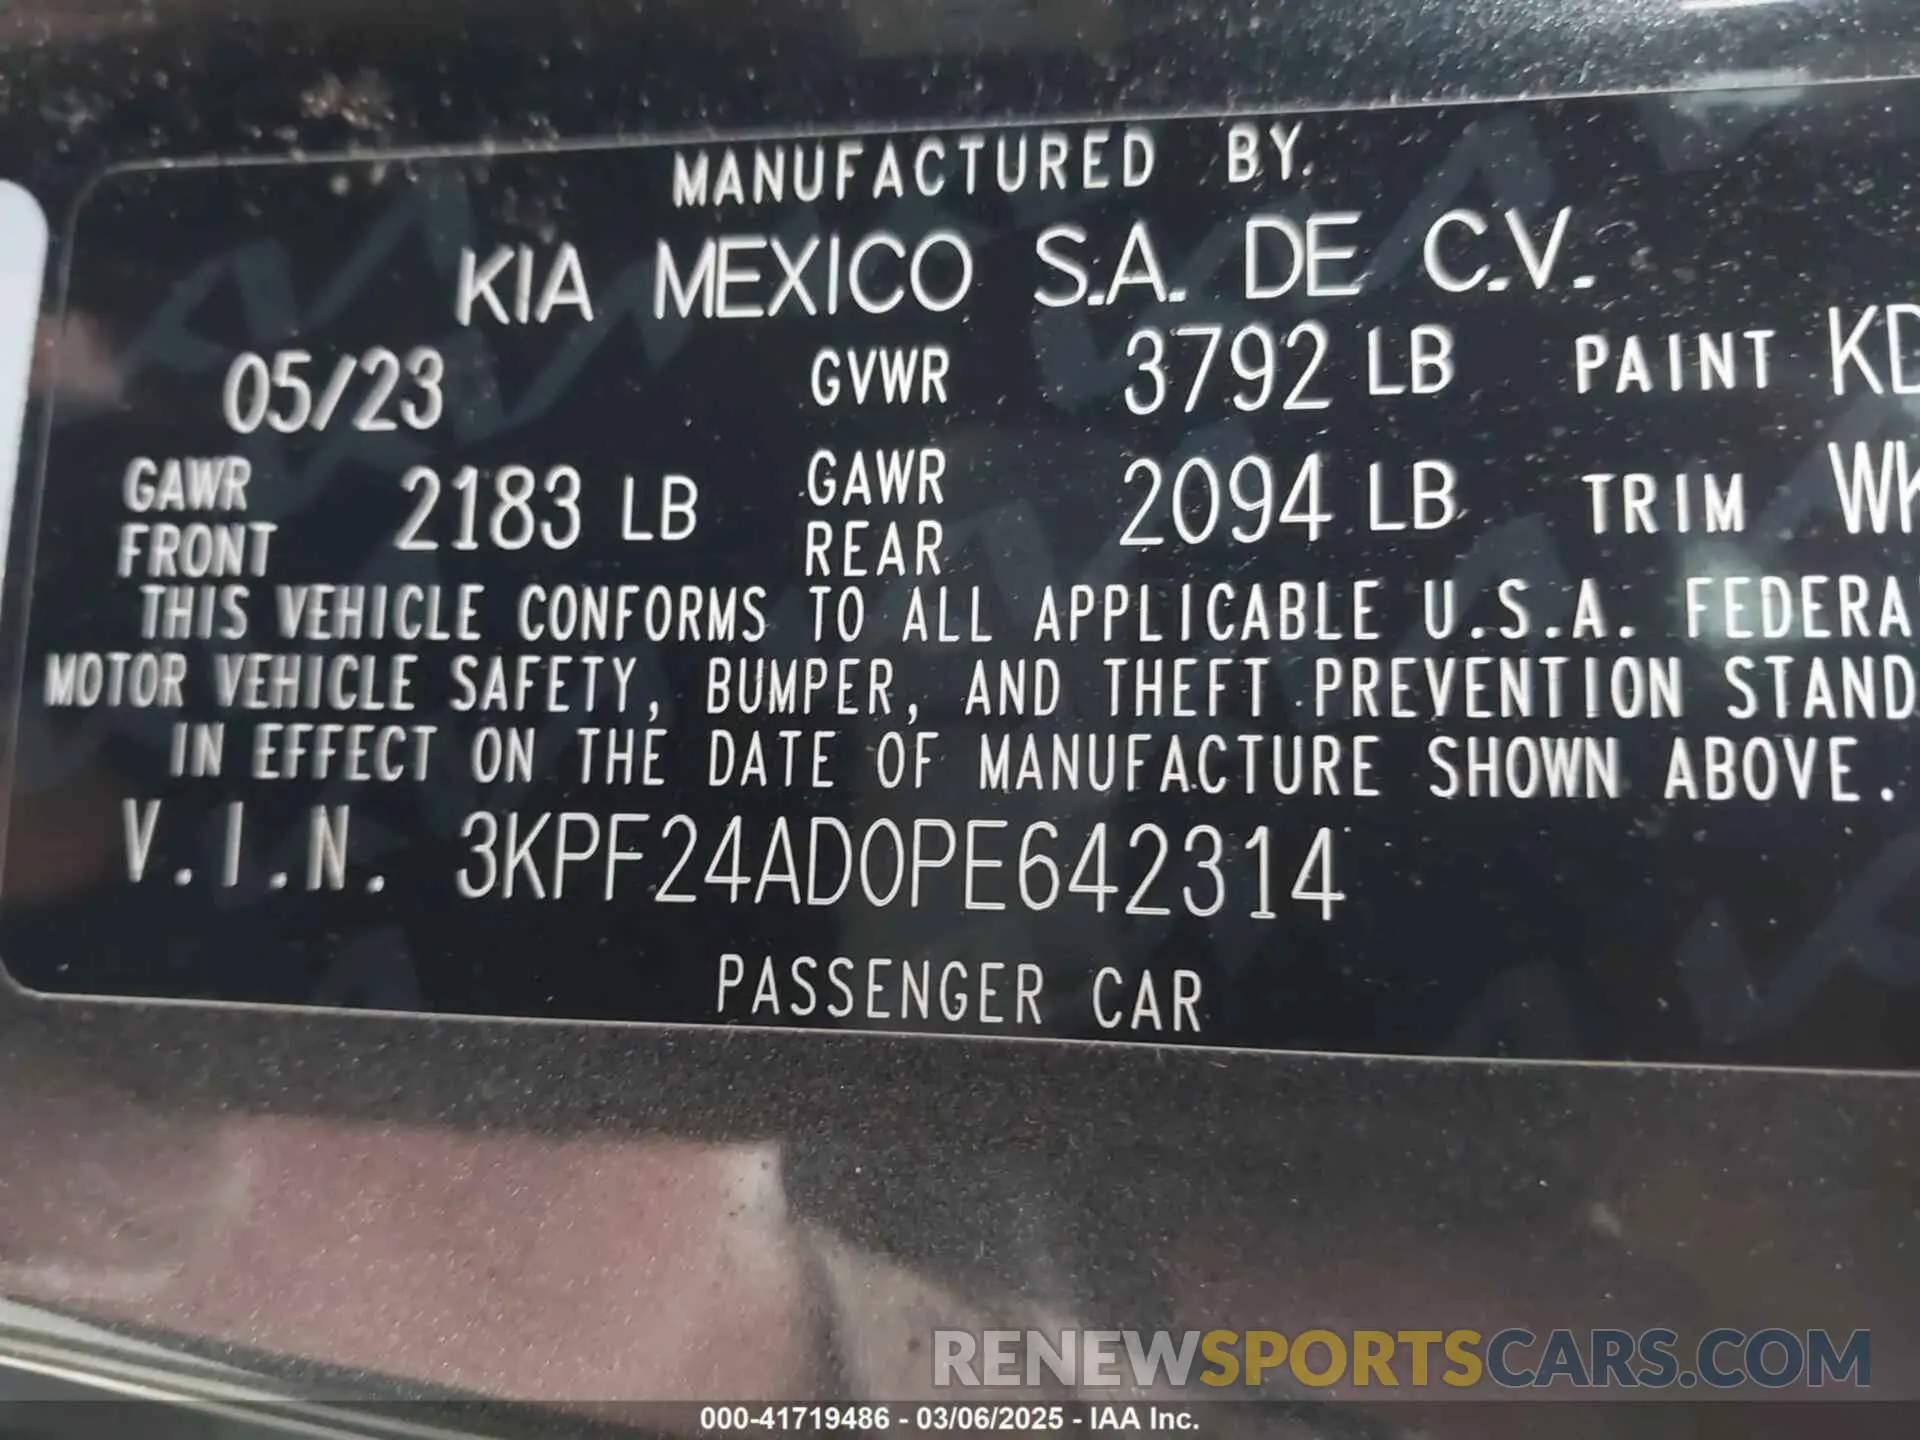 MANUFACTURED BY
KIA MEXICO S.A. DE C.V.
05/23 GVWR 3792 LB PAINT
GAWR FRONT 2183 LB GAWR REAR 2094 LB TRIM
THIS VEHICLE CONFORMS TO ALL APPLICABLE U.S.A.
MOTOR VEHICLE SAFETY, BUMPER, AND THEFT PREVENTION
IN EFFECT ON THE DATE OF MANUFACTURE SHOWN ABOVE.
V.I.N. 3KPF24AD0PE642314
PASSENGER CAR
RENEWSPORTSCARS.COM
000-41719486 - 03/06/2025 - IAA Inc.